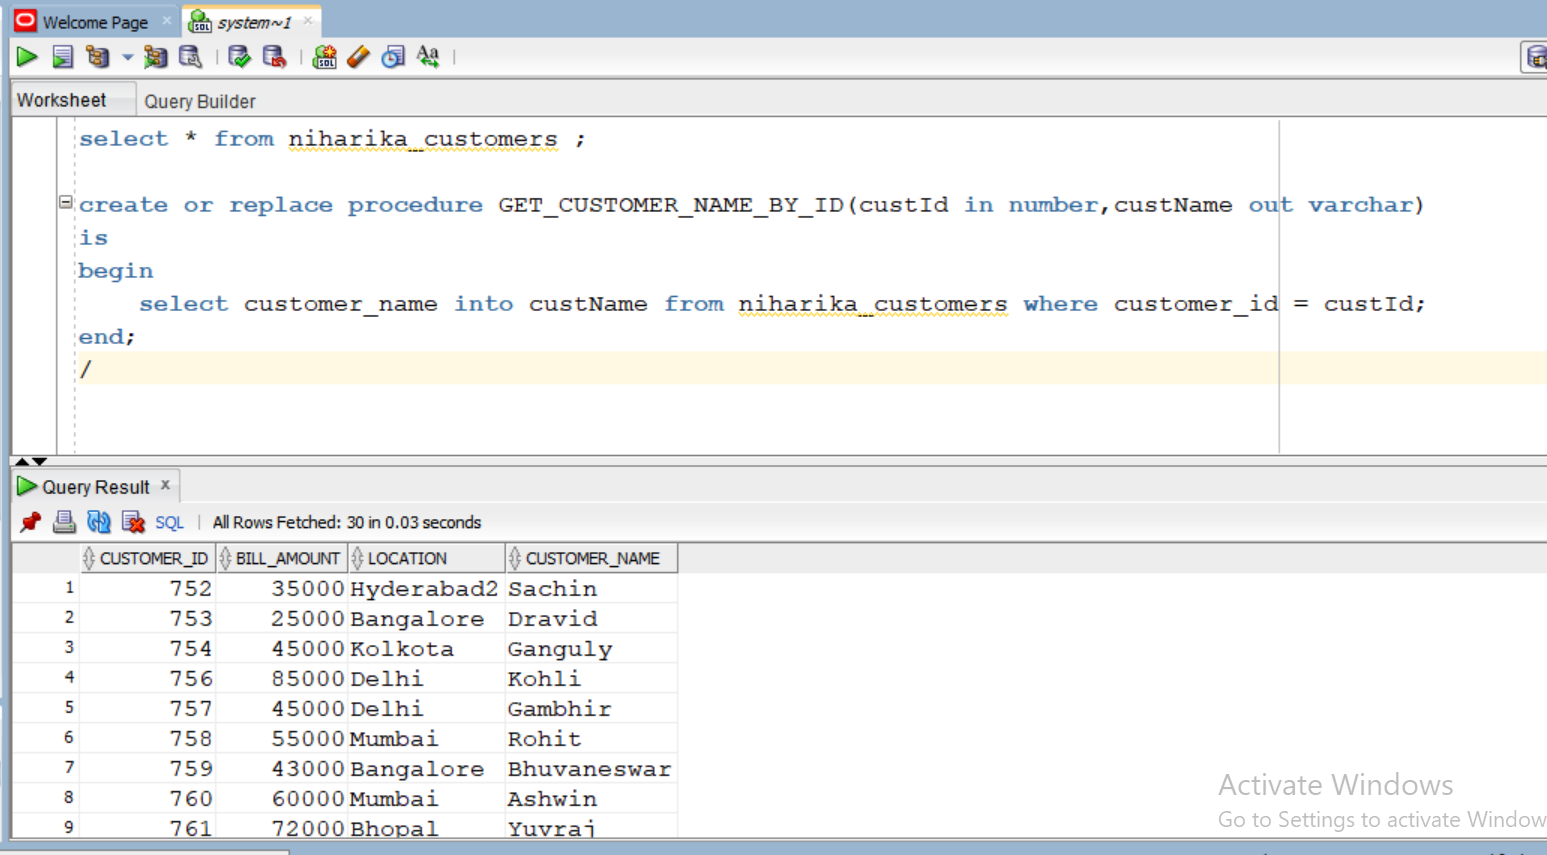 Welcome Page
system~1
Worksheet
Query Builder
select * from niharika_customers ;
create or replace procedure GET_CUSTOMER_NAME_BY_ID(custId in number,custName out varchar)
is
begin
select customer_name into custName from niharika_customers where customer_id = custId;
end;
/
Query Result
SQL | All Rows Fetched: 30 in 0.03 seconds
CUSTOMER_ID BILL_AMOUNT LOCATION CUSTOMER_NAME
1 752 35000 Hyderabad2 Sachin
2 753 25000 Bangalore Dravid
3 754 45000 Kolkota Ganguly
4 756 85000 Delhi Kohli
5 757 45000 Delhi Gambhir
6 758 55000 Mumbai Rohit
7 759 43000 Bangalore Bhuvaneswar
8 760 60000 Mumbai Ashwin
9 761 72000 Bhopal Yuvraj
Activate Windows
Go to Settings to activate Window